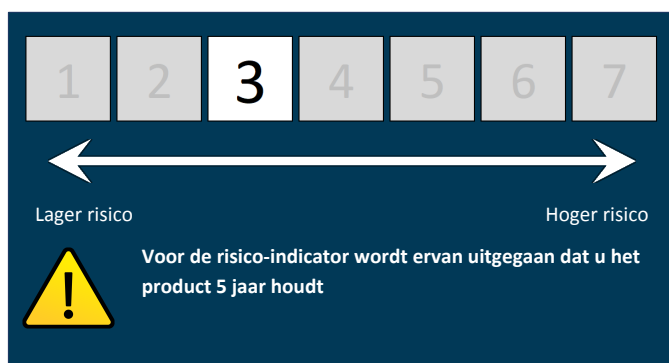 1 2 3 4 5 6 7
Lager risico Hoger risico
Voor de risico-indicator wordt ervan uitgegaan dat u het
product 5 jaar houdt